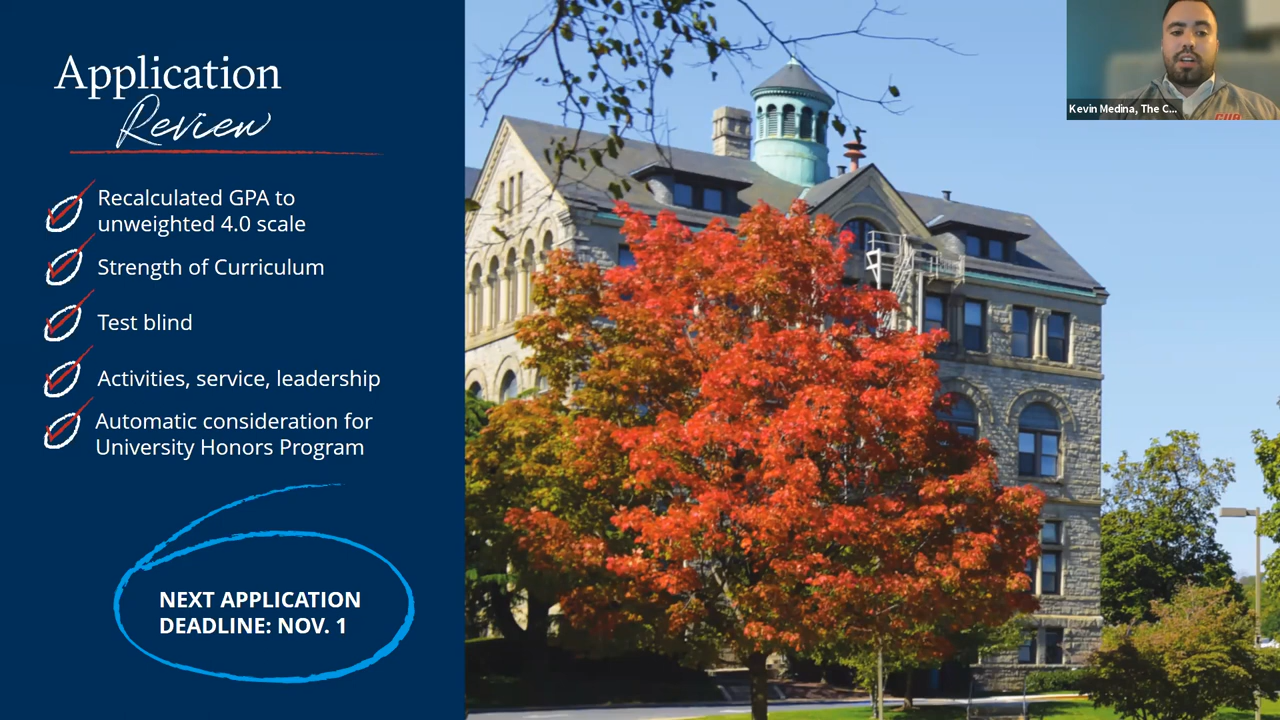 Application
Review
Recalculated GPA to
unweighted 4.0 scale
Strength of Curriculum
Test blind
Activities, service, leadership
Automatic consideration for
University Honors Program
NEXT APPLICATION
DEADLINE: NOV. 1
Kevin Medina, The C...